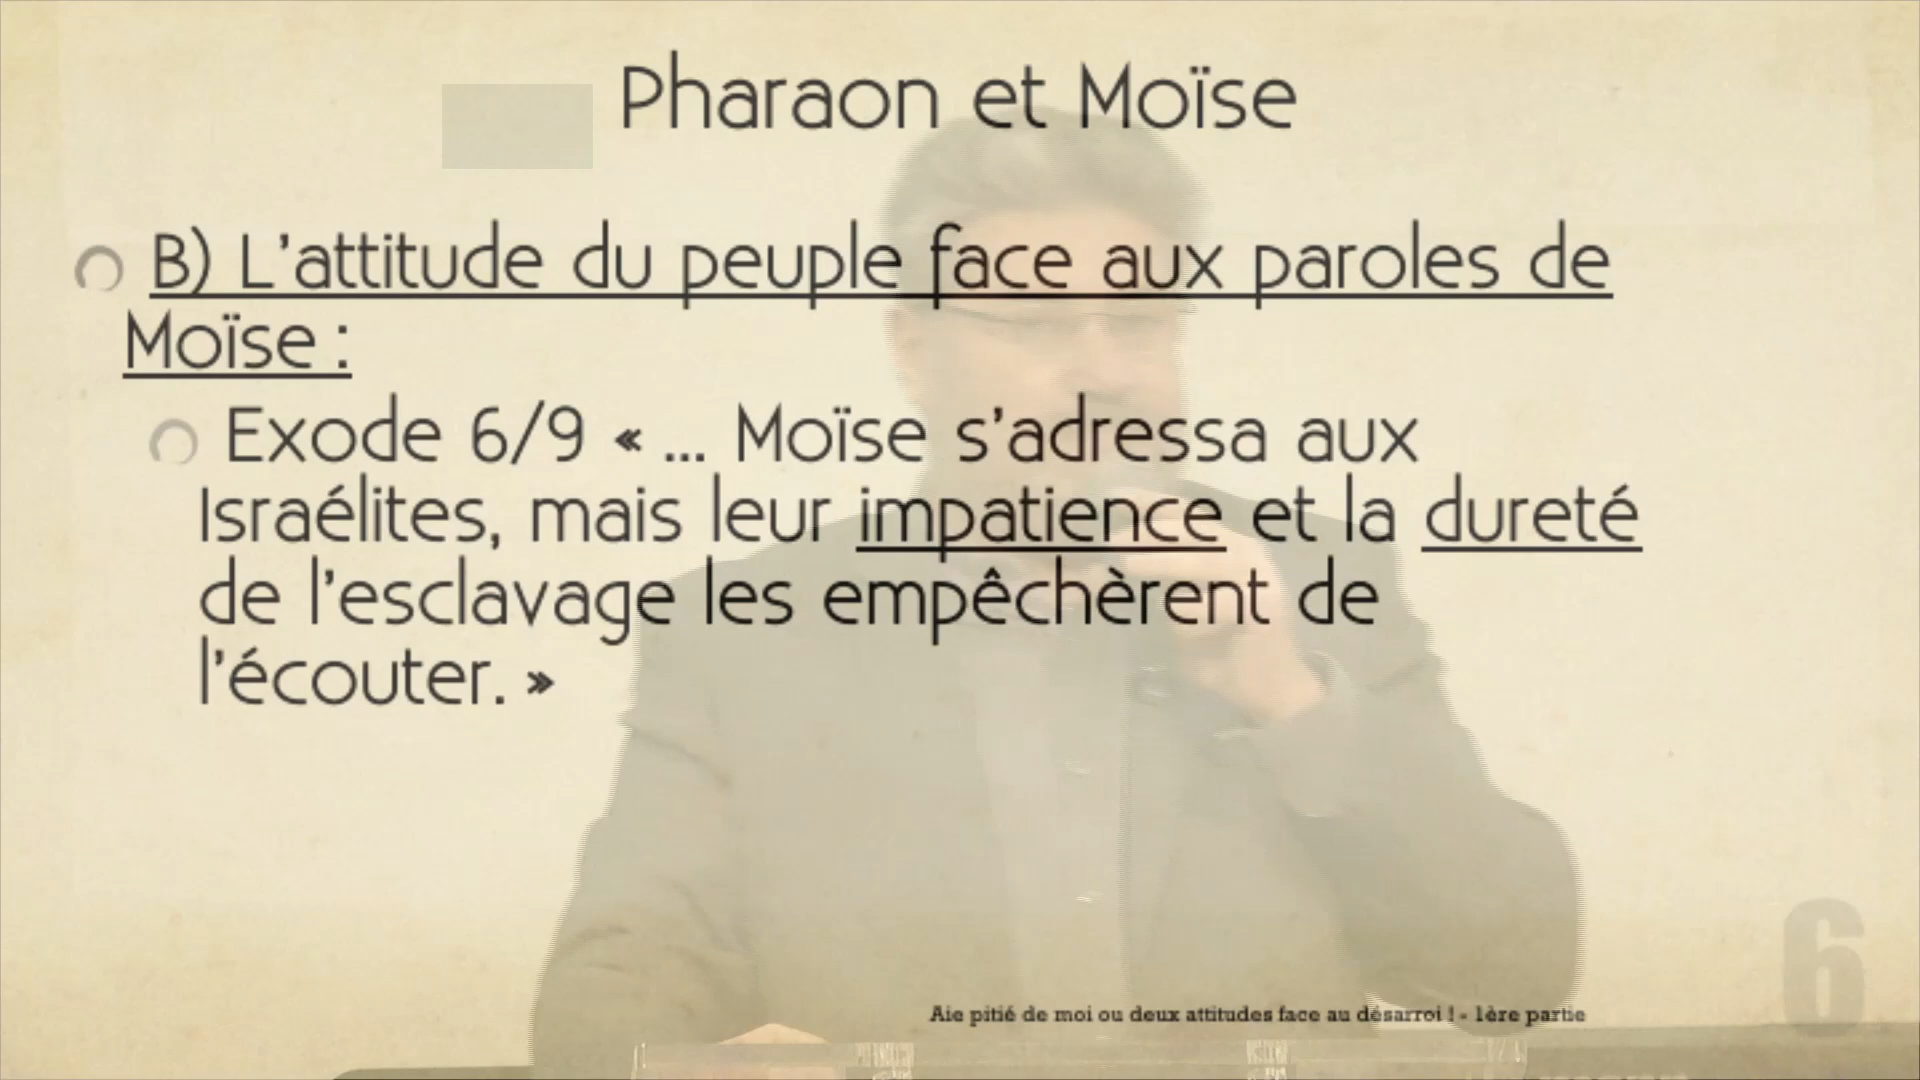 Pharaon et Moïse
B) L'attitude du peuple face aux paroles de
Moïse :
Exode 6/9 « ... Moïse s'adressa aux
Israélites, mais leur impatience et la dureté
de l'esclavage les empêchèrent de
l'écouter. »
Aie pitié de moi ou deux attitudes face au désarroi ! - 1ère partie
6